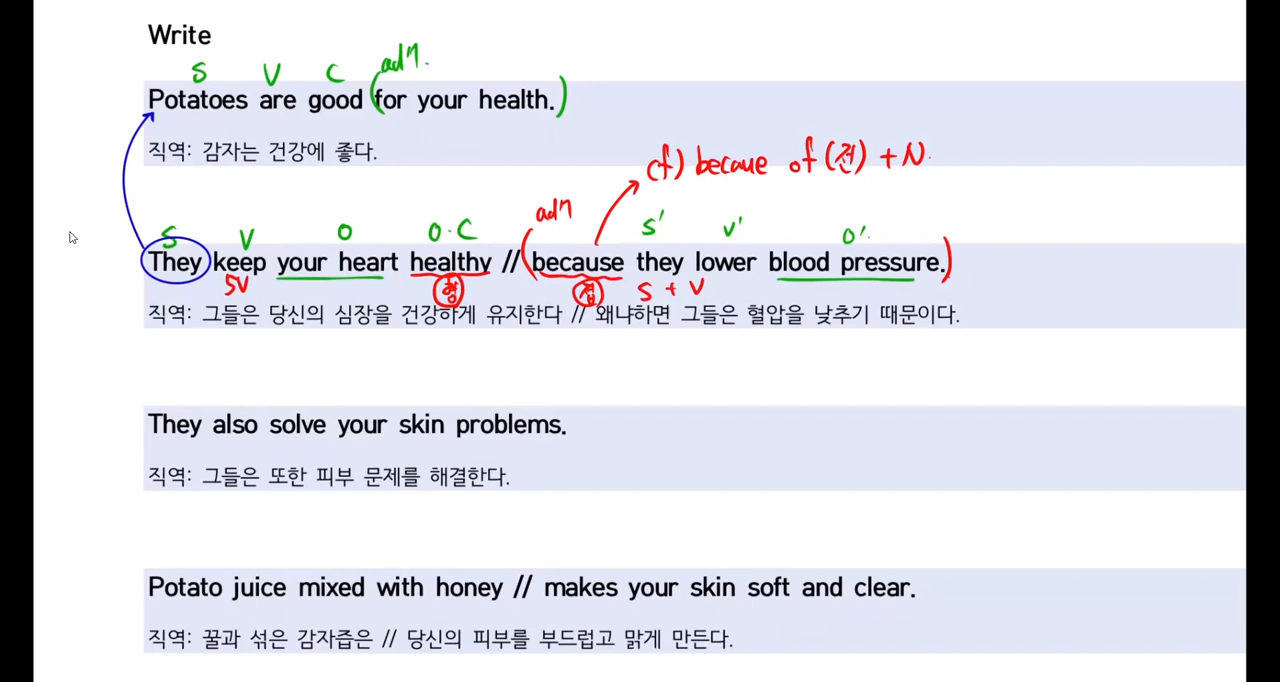 Write
S V C adㄲ.
Potatoes are good (for your health.)
직역: 감자는 건강에 좋다.
cf) becaue of (전) + N.
adㄲ
S V O O·C S' V' O'.
They keep your heart healthy // (because they lower blood pressure.)
5V 형 접 S + V
직역: 그들은 당신의 심장을 건강하게 유지한다 // 왜냐하면 그들은 혈압을 낮추기 때문이다.
They also solve your skin problems.
직역: 그들은 또한 피부 문제를 해결한다.
Potato juice mixed with honey // makes your skin soft and clear.
직역: 꿀과 섞은 감자즙은 // 당신의 피부를 부드럽고 맑게 만든다.